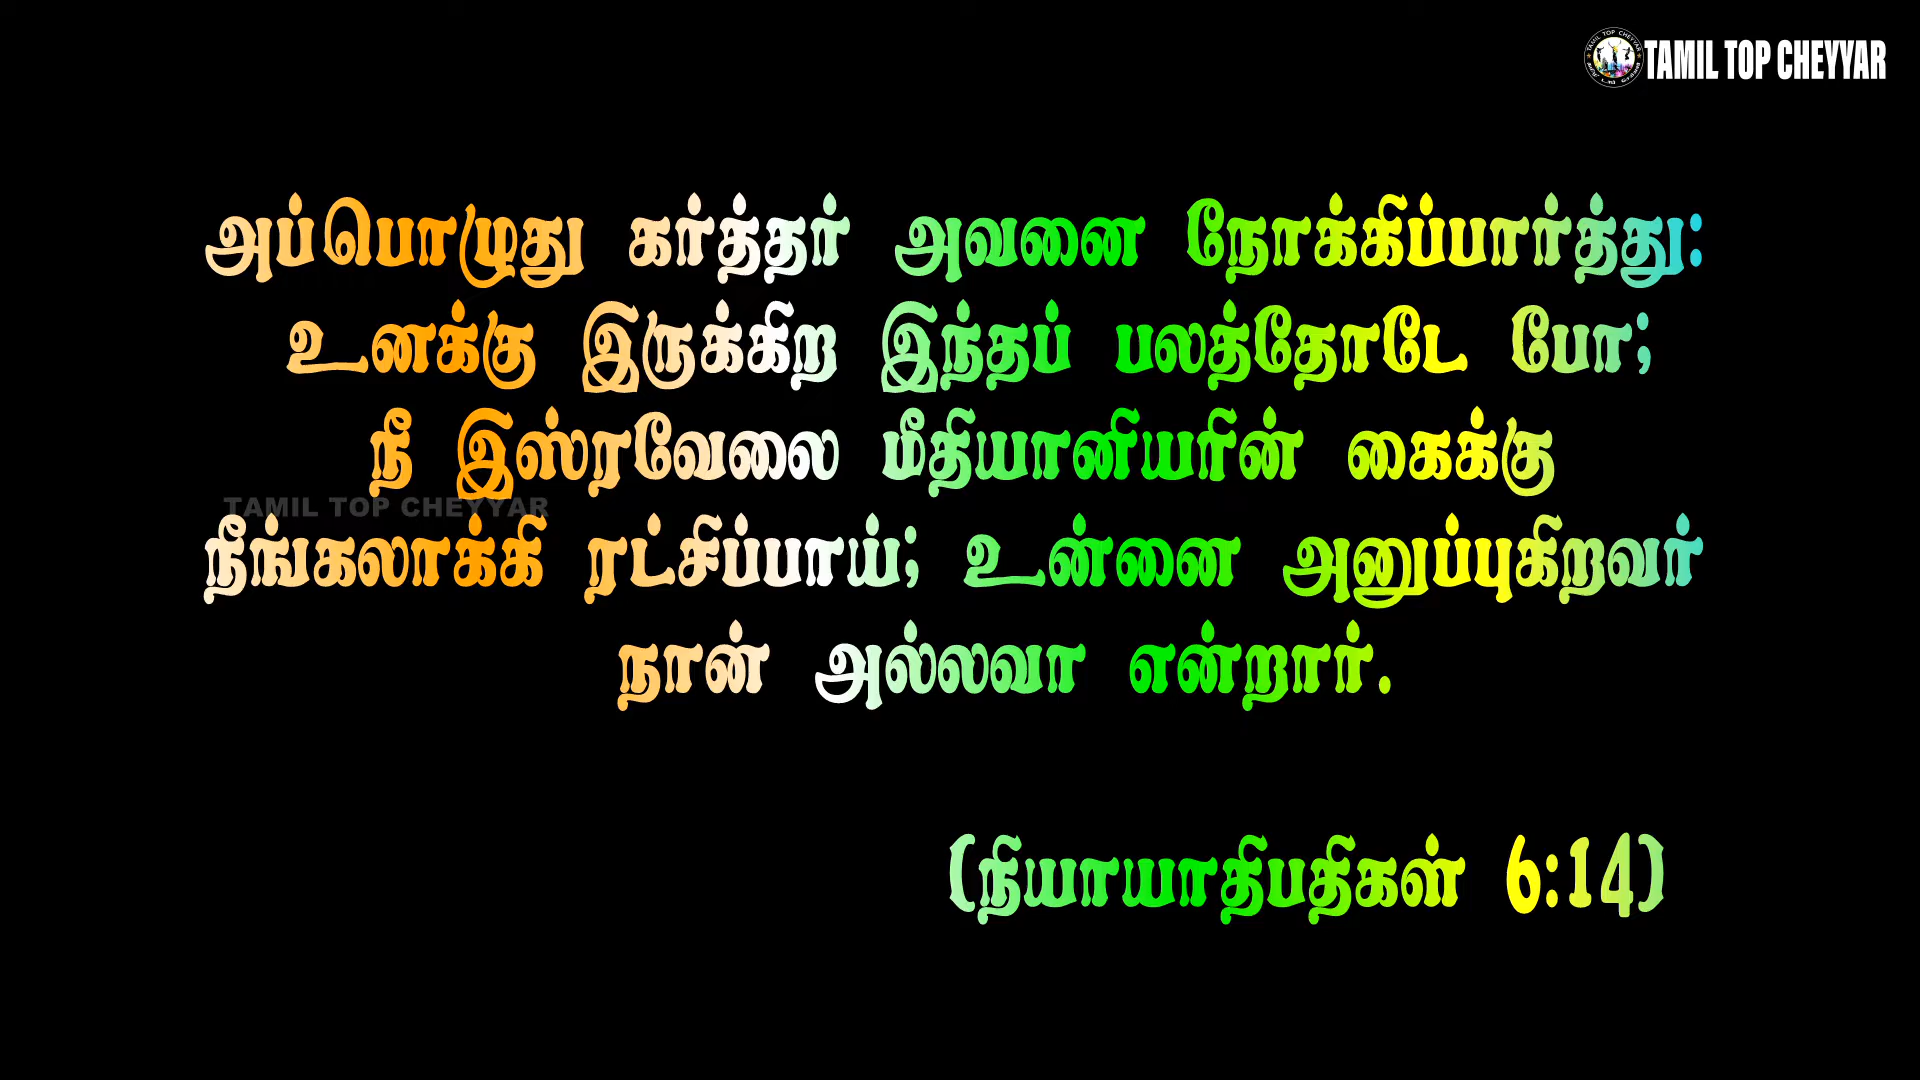 TAMIL TOP CHEYYAR
அப்பொழுது கர்த்தர் அவனை நோக்கிப்பார்த்து:
உனக்கு இருக்கிற இந்தப் பலத்தோடே போ;
நீ இஸ்ரவேலை மீதியானியரின் கைக்கு
TAMIL TOP CHEYYAR
நீங்கலாக்கி ரட்சிப்பாய்; உன்னை அனுப்புகிறவர்
நான் அல்லவா என்றார்.
(நியாயாதிபதிகள் 6:14)